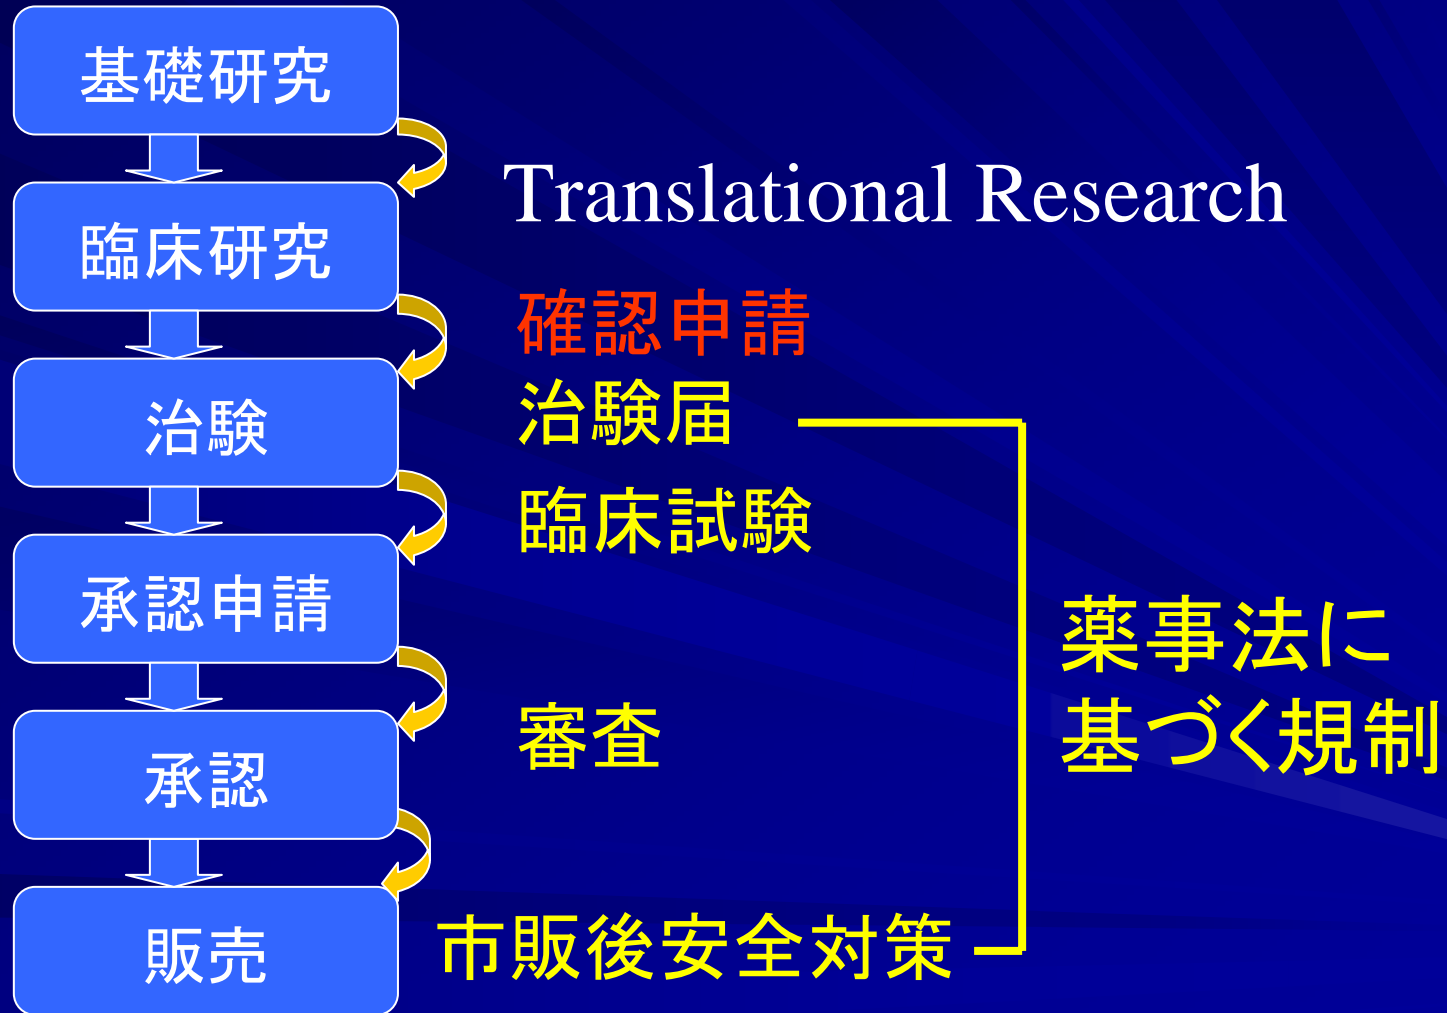 基礎研究
Translational Research
臨床研究
確認申請
治験届
治験
臨床試験
承認申請
薬事法に
基づく規制
審査
承認
市販後安全対策
販売